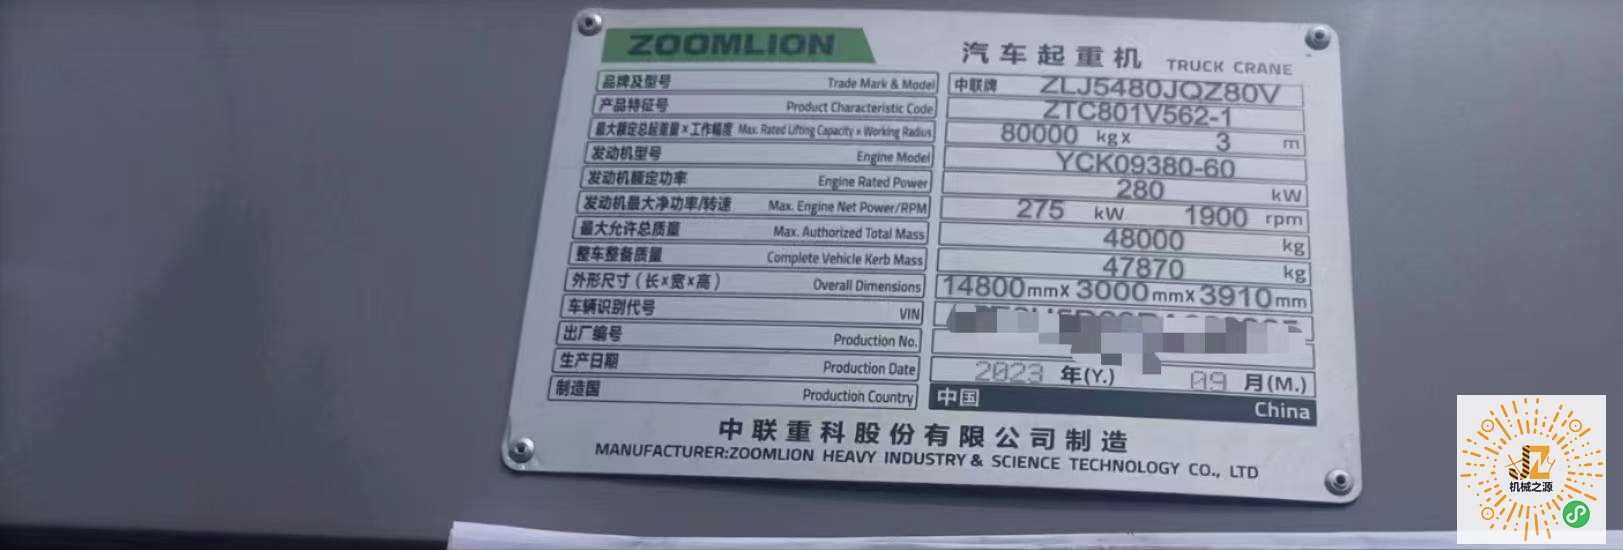 ZOOMLION
汽车起重机 TRUCK CRANE
品牌及型号 Trade Mark & Model 中联牌 ZLJ5480JQZ80V
产品特征号 Product Characteristic Code ZTC801V562-1
最大额定总起重量×工作幅度 Max. Rated Lifting Capacity x Working Radius 80000 kg x 3 m
发动机型号 Engine Model YCK09380-60
发动机额定功率 Engine Rated Power 280 kW
发动机最大净功率/转速 Max. Engine Net Power/RPM 275 kW 1900 rpm
最大允许总质量 Max. Authorized Total Mass 48000 kg
整车整备质量 Complete Vehicle Kerb Mass 47870 kg
外形尺寸(长×宽×高) Overall Dimensions 14800mmX 3000mmX 3910mm
车辆识别代号 VIN
出厂编号 Production No.
生产日期 Production Date 2023 年(Y.) 09 月(M.)
制造国 Production Country 中国 China
中联重科股份有限公司制造
MANUFACTURER:ZOOMLION HEAVY INDUSTRY & SCIENCE TECHNOLOGY CO., LTD
JZ
机械之源